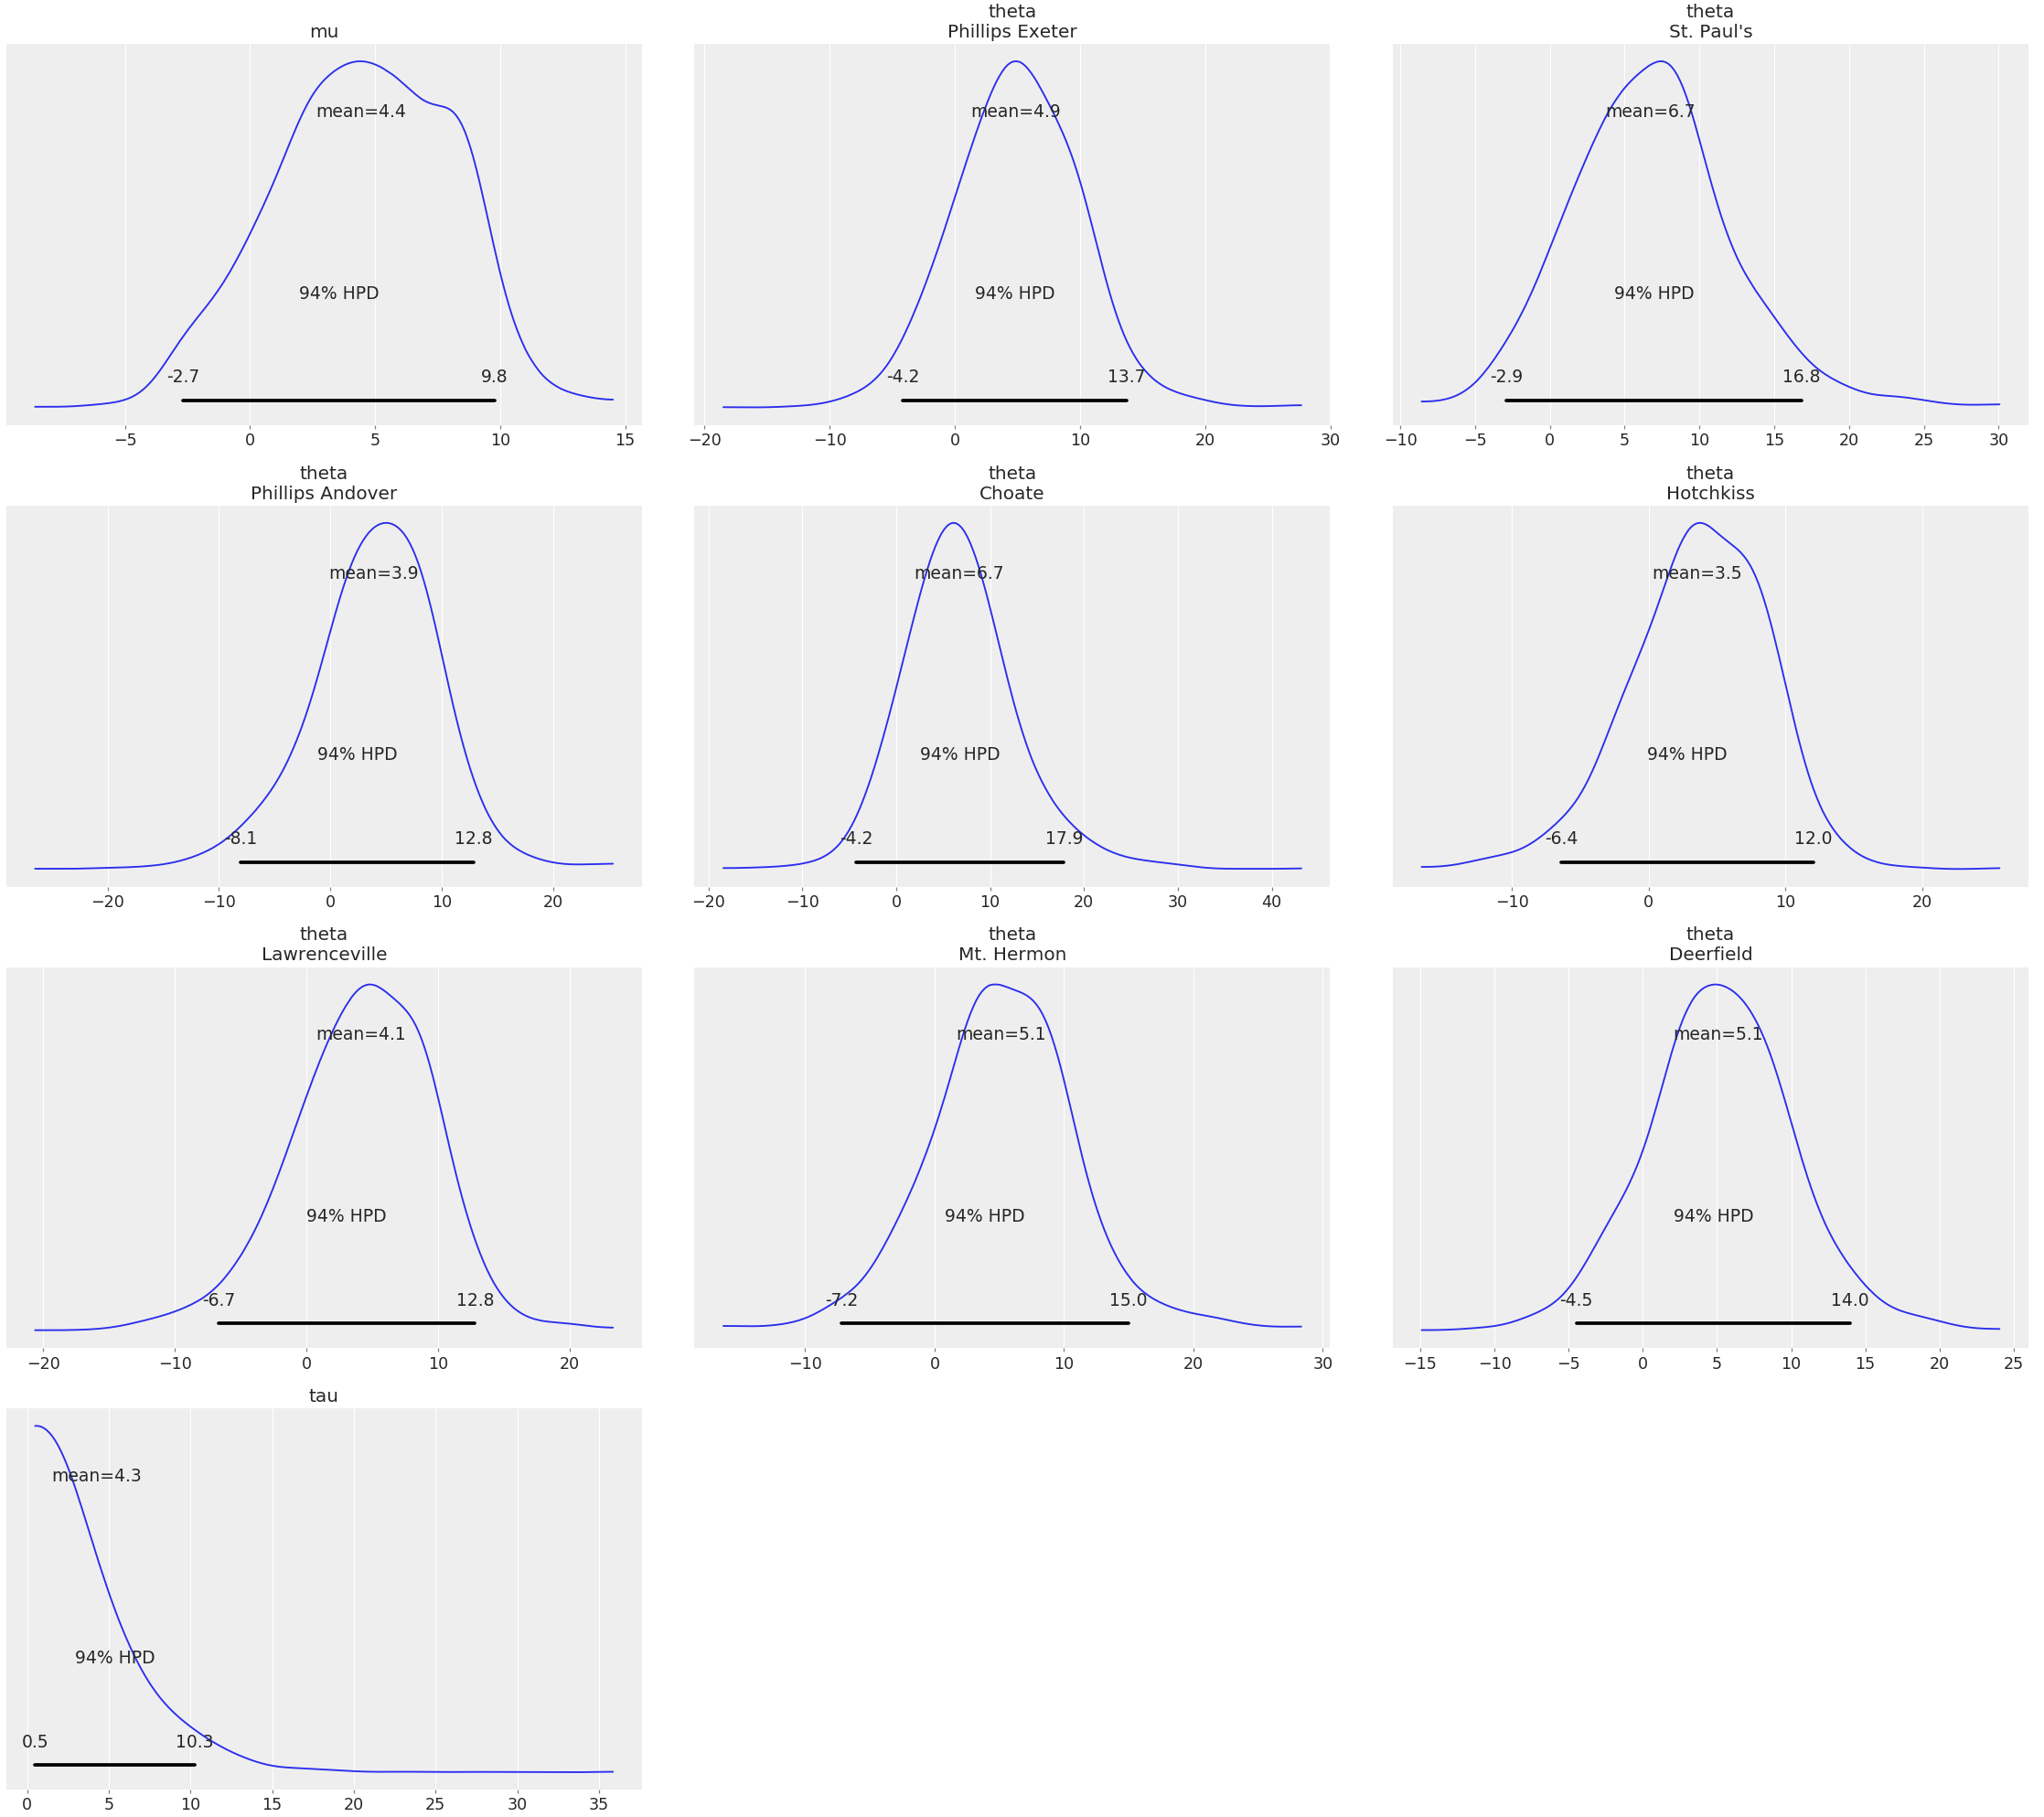 mu
mean=4.4
94% HPD
-2.7 9.8
−5 0 5 10 15
theta
Phillips Exeter
mean=4.9
94% HPD
-4.2 13.7
−20 −10 0 10 20 30
theta
St. Paul's
mean=6.7
94% HPD
-2.9 16.8
−10 −5 0 5 10 15 20 25 30
theta
Phillips Andover
mean=3.9
94% HPD
-8.1 12.8
−20 −10 0 10 20
theta
Choate
mean=6.7
94% HPD
-4.2 17.9
−20 −10 0 10 20 30 40
theta
Hotchkiss
mean=3.5
94% HPD
-6.4 12.0
−10 0 10 20
theta
Lawrenceville
mean=4.1
94% HPD
-6.7 12.8
−20 −10 0 10 20
theta
Mt. Hermon
mean=5.1
94% HPD
-7.2 15.0
−10 0 10 20 30
theta
Deerfield
mean=5.1
94% HPD
-4.5 14.0
−15 −10 −5 0 5 10 15 20 25
tau
mean=4.3
94% HPD
0.5 10.3
0 5 10 15 20 25 30 35